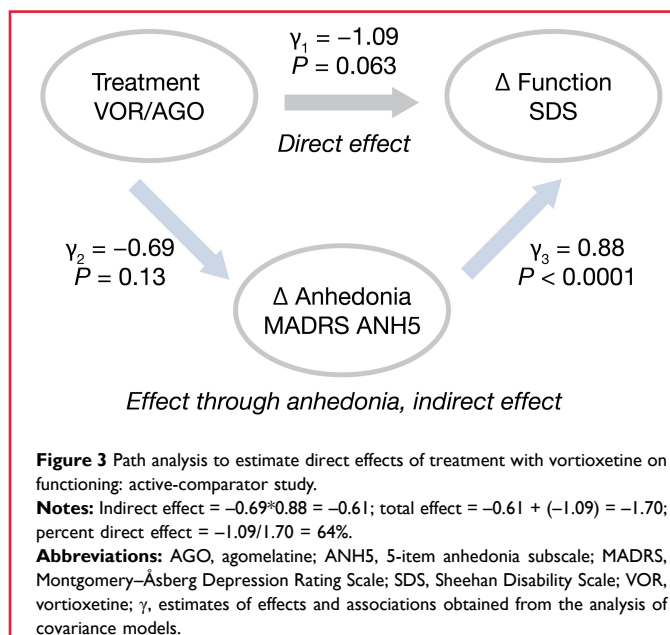 γ1 = −1.09
P = 0.063
Treatment
VOR/AGO
Δ Function
SDS
Direct effect
γ2 = −0.69
P = 0.13
γ3 = 0.88
P < 0.0001
Δ Anhedonia
MADRS ANH5
Effect through anhedonia, indirect effect
Figure 3 Path analysis to estimate direct effects of treatment with vortioxetine on
functioning: active-comparator study.
Notes: Indirect effect = –0.69*0.88 = –0.61; total effect = –0.61 + (–1.09) = –1.70;
percent direct effect = –1.09/1.70 = 64%.
Abbreviations: AGO, agomelatine; ANH5, 5-item anhedonia subscale; MADRS,
Montgomery–Åsberg Depression Rating Scale; SDS, Sheehan Disability Scale; VOR,
vortioxetine; γ, estimates of effects and associations obtained from the analysis of
covariance models.